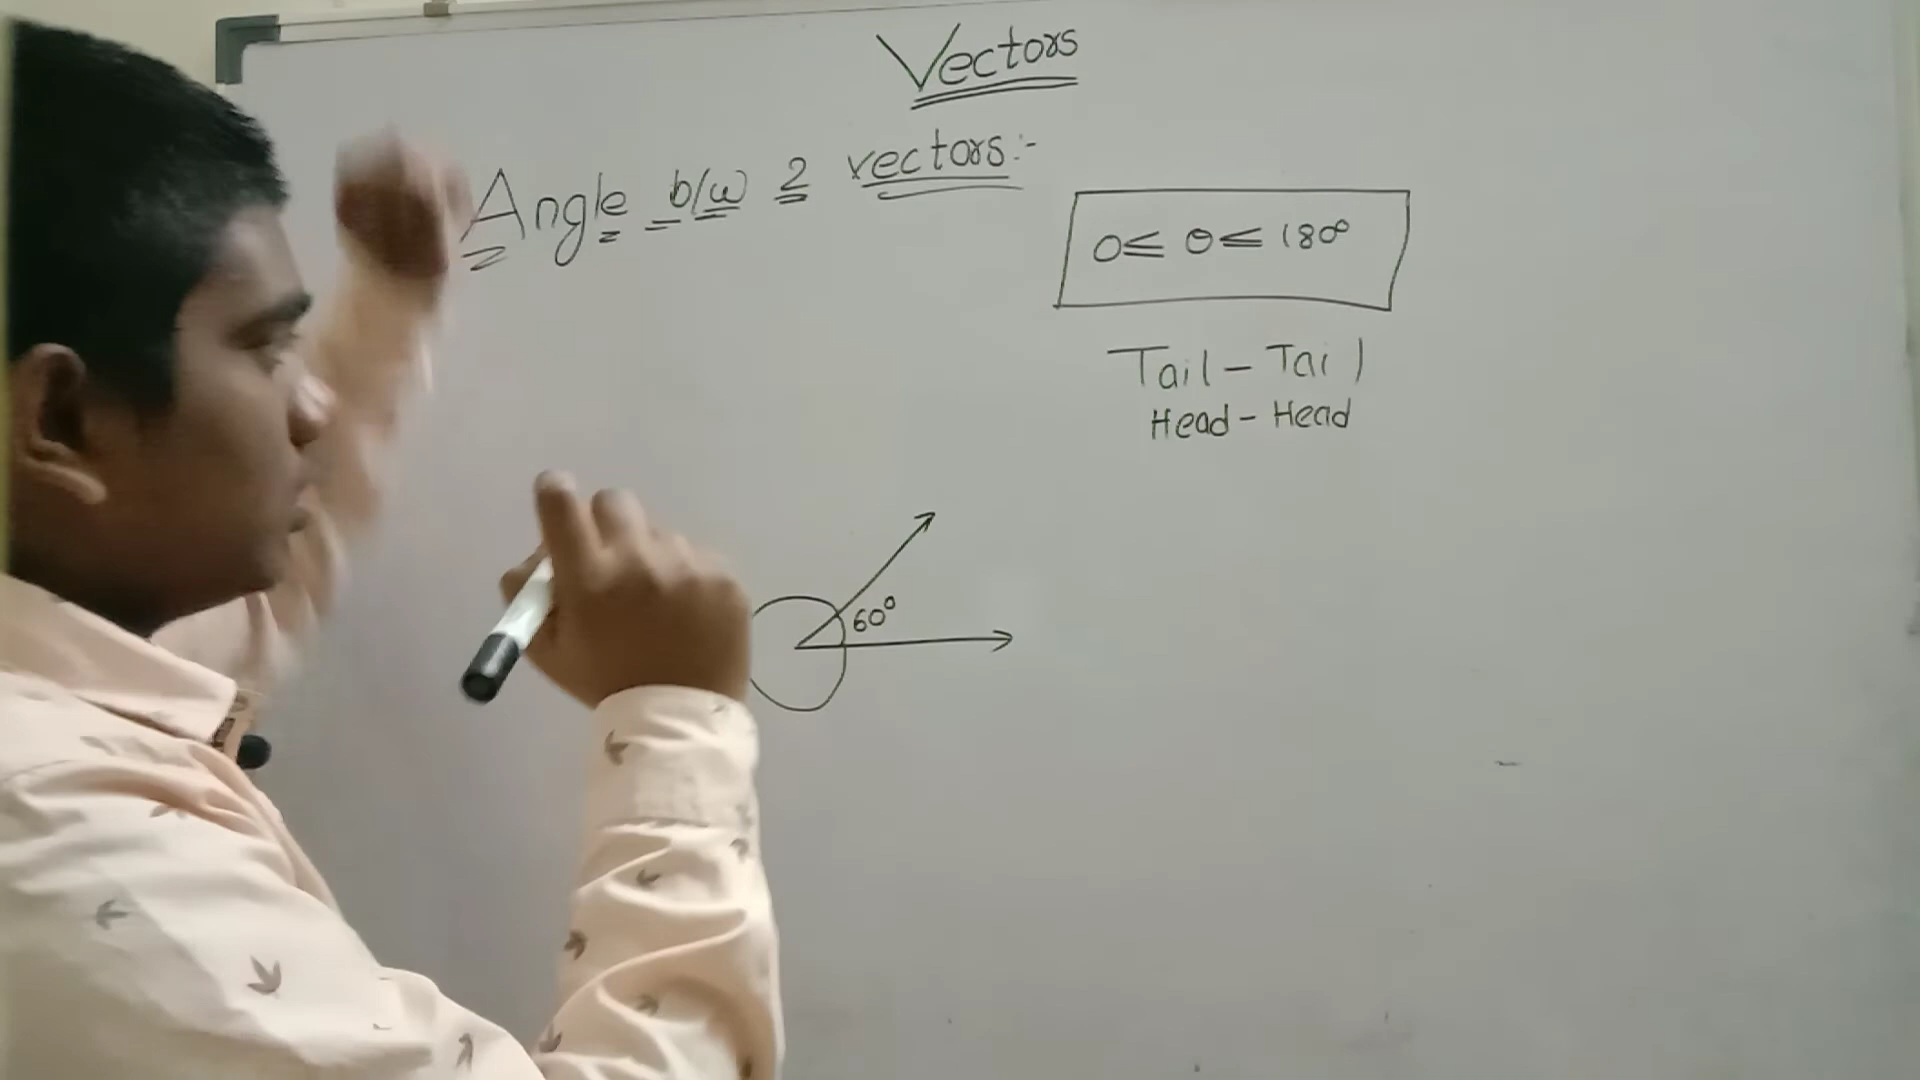 Vectors
Angle b/w 2 vectors:-
0≤ θ ≤ 180°
Tail - Tail
Head - Head
60°